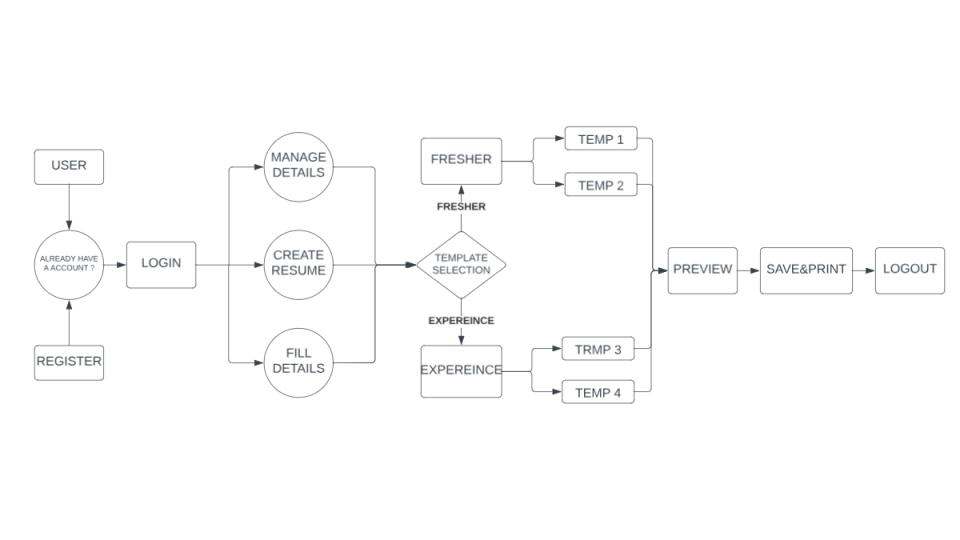 USER
ALREADY HAVE
A ACCOUNT ?
REGISTER
LOGIN
MANAGE
DETAILS
CREATE
RESUME
FILL
DETAILS
TEMPLATE
SELECTION
FRESHER
FRESHER
EXPEREINCE
EXPEREINCE
TEMP 1
TEMP 2
TRMP 3
TEMP 4
PREVIEW
SAVE&PRINT
LOGOUT